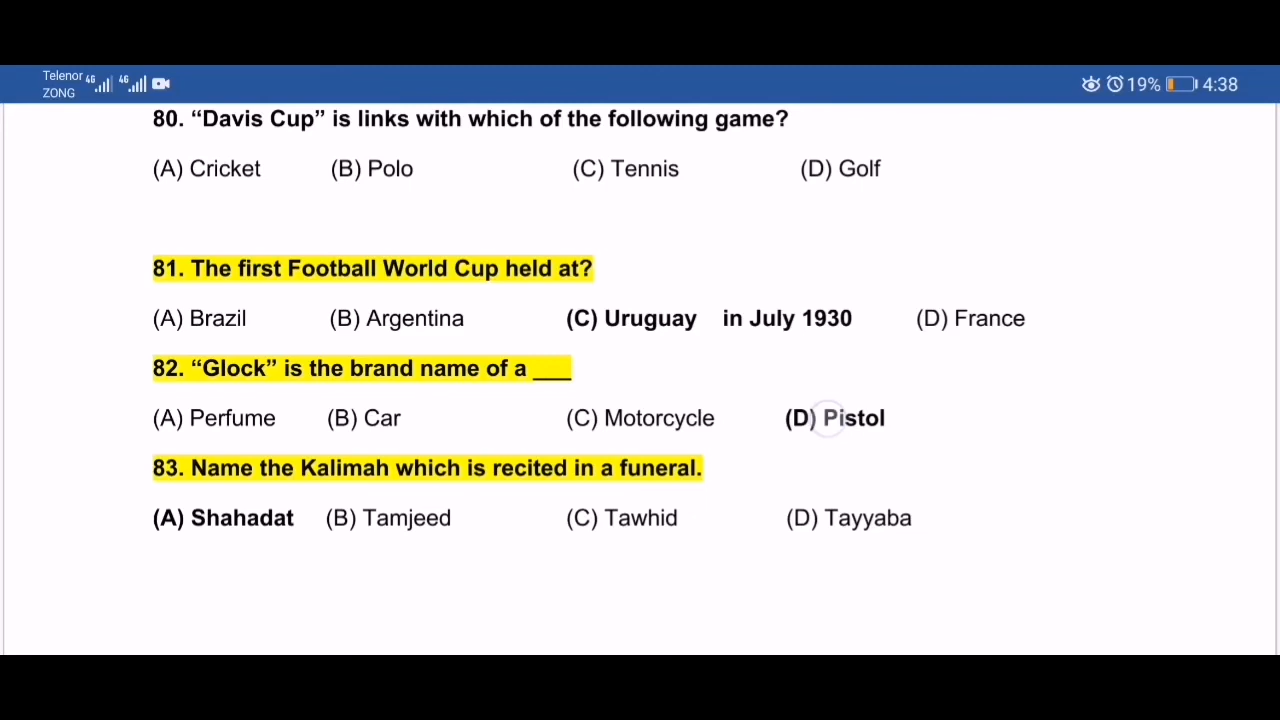 Telenor 4G 4G 19% 4:38
ZONG
80. “Davis Cup” is links with which of the following game?
(A) Cricket (B) Polo (C) Tennis (D) Golf
81. The first Football World Cup held at?
(A) Brazil (B) Argentina (C) Uruguay in July 1930 (D) France
82. “Glock” is the brand name of a ___
(A) Perfume (B) Car (C) Motorcycle (D) Pistol
83. Name the Kalimah which is recited in a funeral.
(A) Shahadat (B) Tamjeed (C) Tawhid (D) Tayyaba